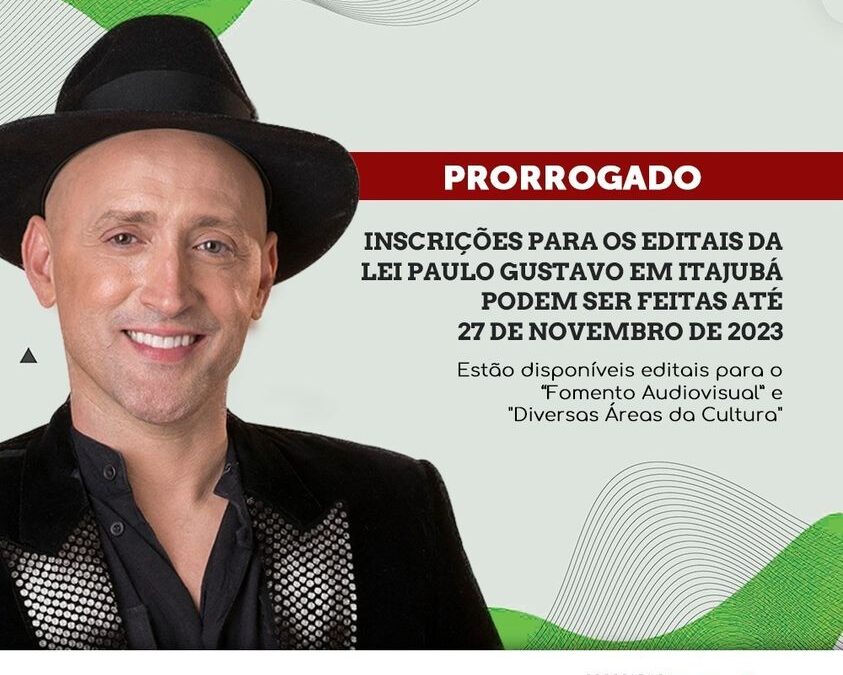 PRORROGADO
INSCRIÇÕES PARA OS EDITAIS DA
LEI PAULO GUSTAVO EM ITAJUBÁ
PODEM SER FEITAS ATÉ
27 DE NOVEMBRO DE 2023
Estão disponíveis editais para o
“Fomento Audiovisual” e
"Diversas Áreas da Cultura"